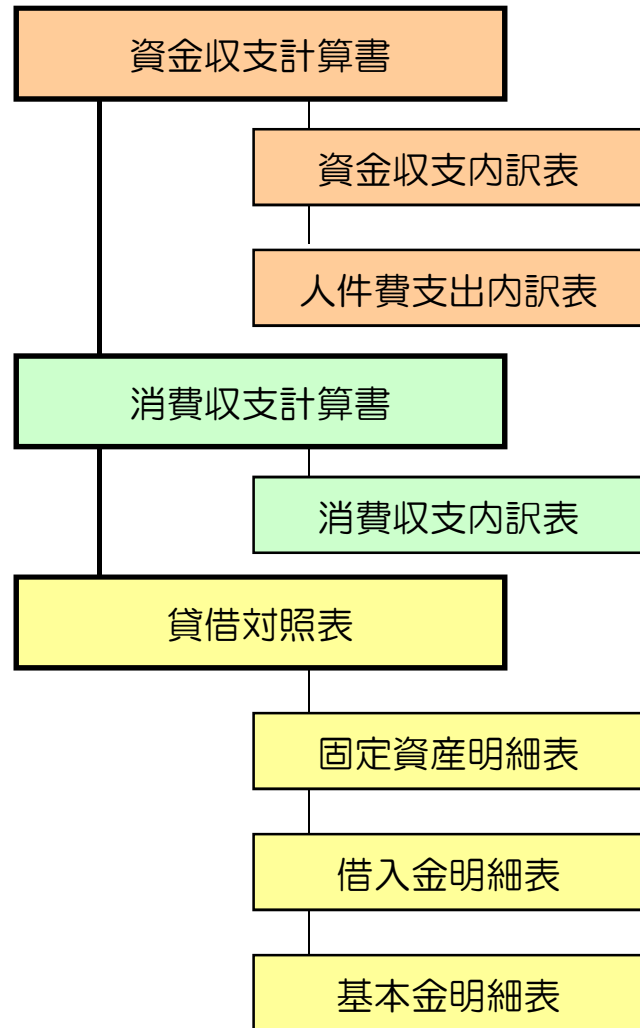 資金収支計算書
資金収支内訳表
人件費支出内訳表
消費収支計算書
消費収支内訳表
貸借対照表
固定資産明細表
借入金明細表
基本金明細表